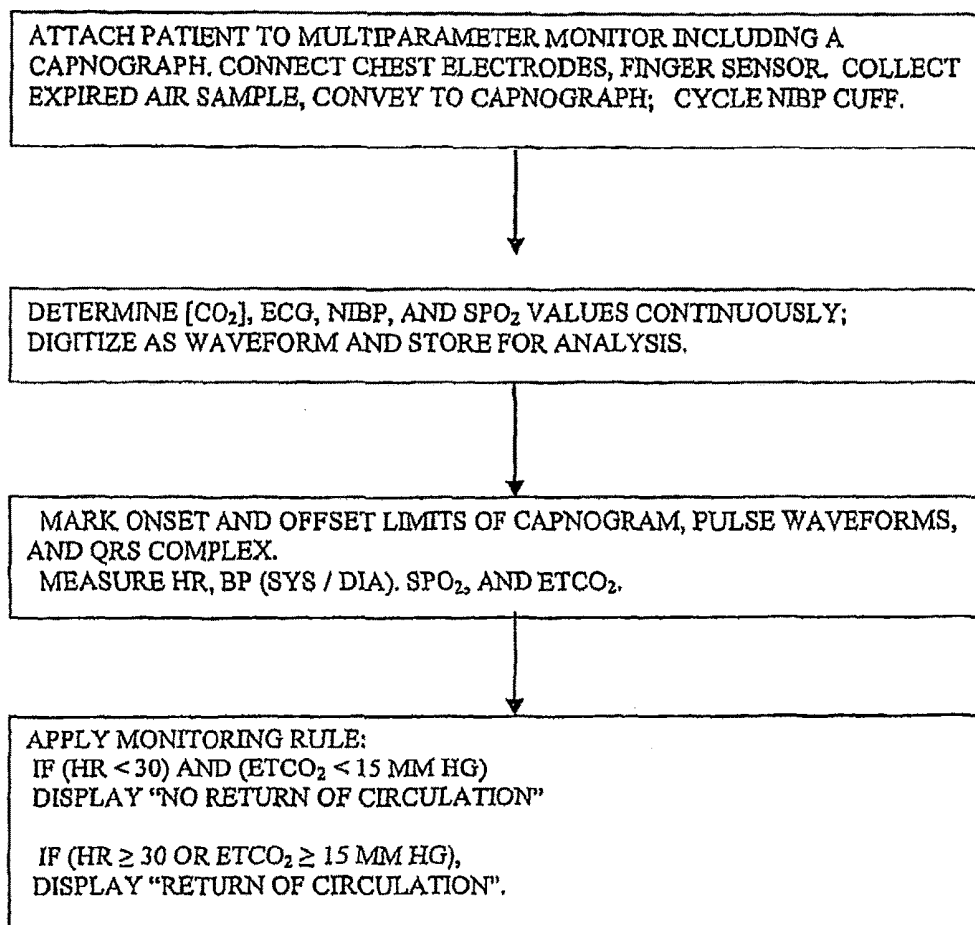 ATTACH PATIENT TO MULTIPARAMETER MONITOR INCLUDING A
CAPNOGRAPH. CONNECT CHEST ELECTRODES, FINGER SENSOR. COLLECT
EXPIRED AIR SAMPLE, CONVEY TO CAPNOGRAPH; CYCLE NIBP CUFF.
DETERMINE [CO₂], ECG, NIBP, AND SPO₂ VALUES CONTINUOUSLY;
DIGITIZE AS WAVEFORM AND STORE FOR ANALYSIS.
MARK ONSET AND OFFSET LIMITS OF CAPNOGRAM, PULSE WAVEFORMS,
AND QRS COMPLEX.
MEASURE HR, BP (SYS / DIA). SPO₂, AND ETCO₂.
APPLY MONITORING RULE:
IF (HR < 30) AND (ETCO₂ < 15 MM HG)
DISPLAY “NO RETURN OF CIRCULATION”
IF (HR ≥ 30 OR ETCO₂ ≥ 15 MM HG),
DISPLAY “RETURN OF CIRCULATION”.